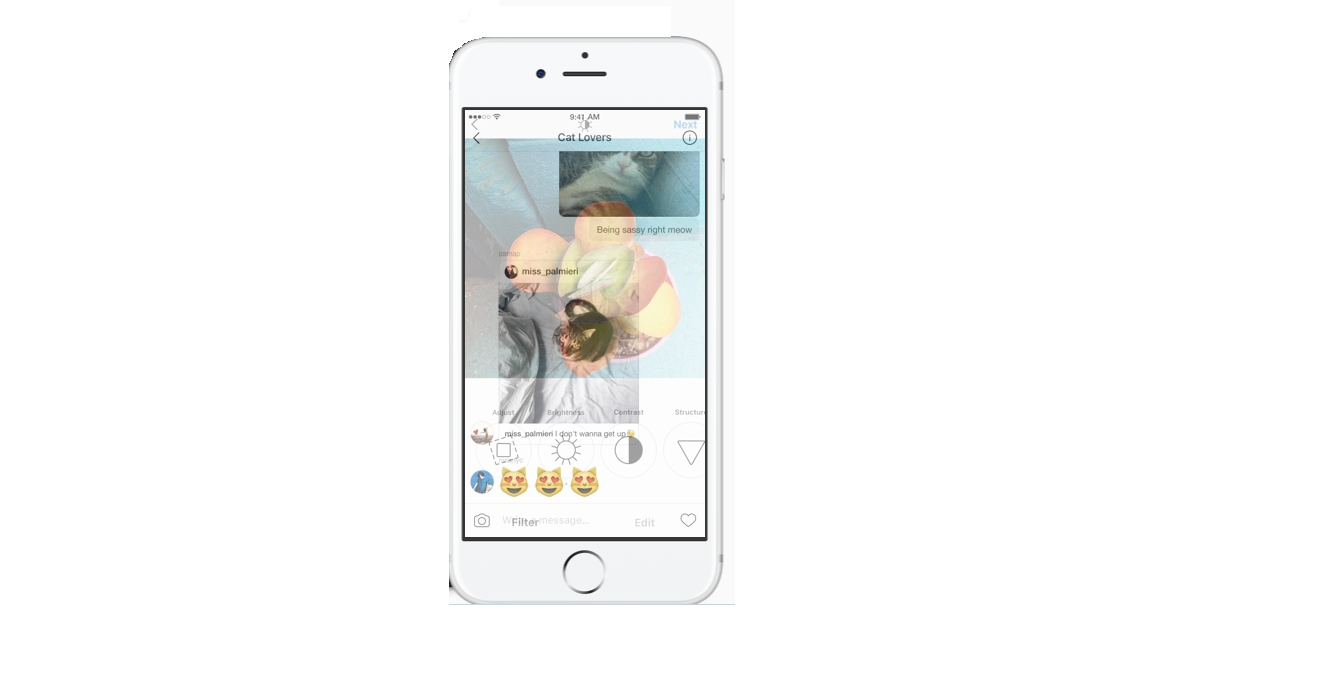 9:41 AM
Next
Cat Lovers
Being sassy right meow
miss_palmieri
Adjust Brightness Contrast Structure
miss_palmieri I don't wanna get up
Write a message...
Filter Edit